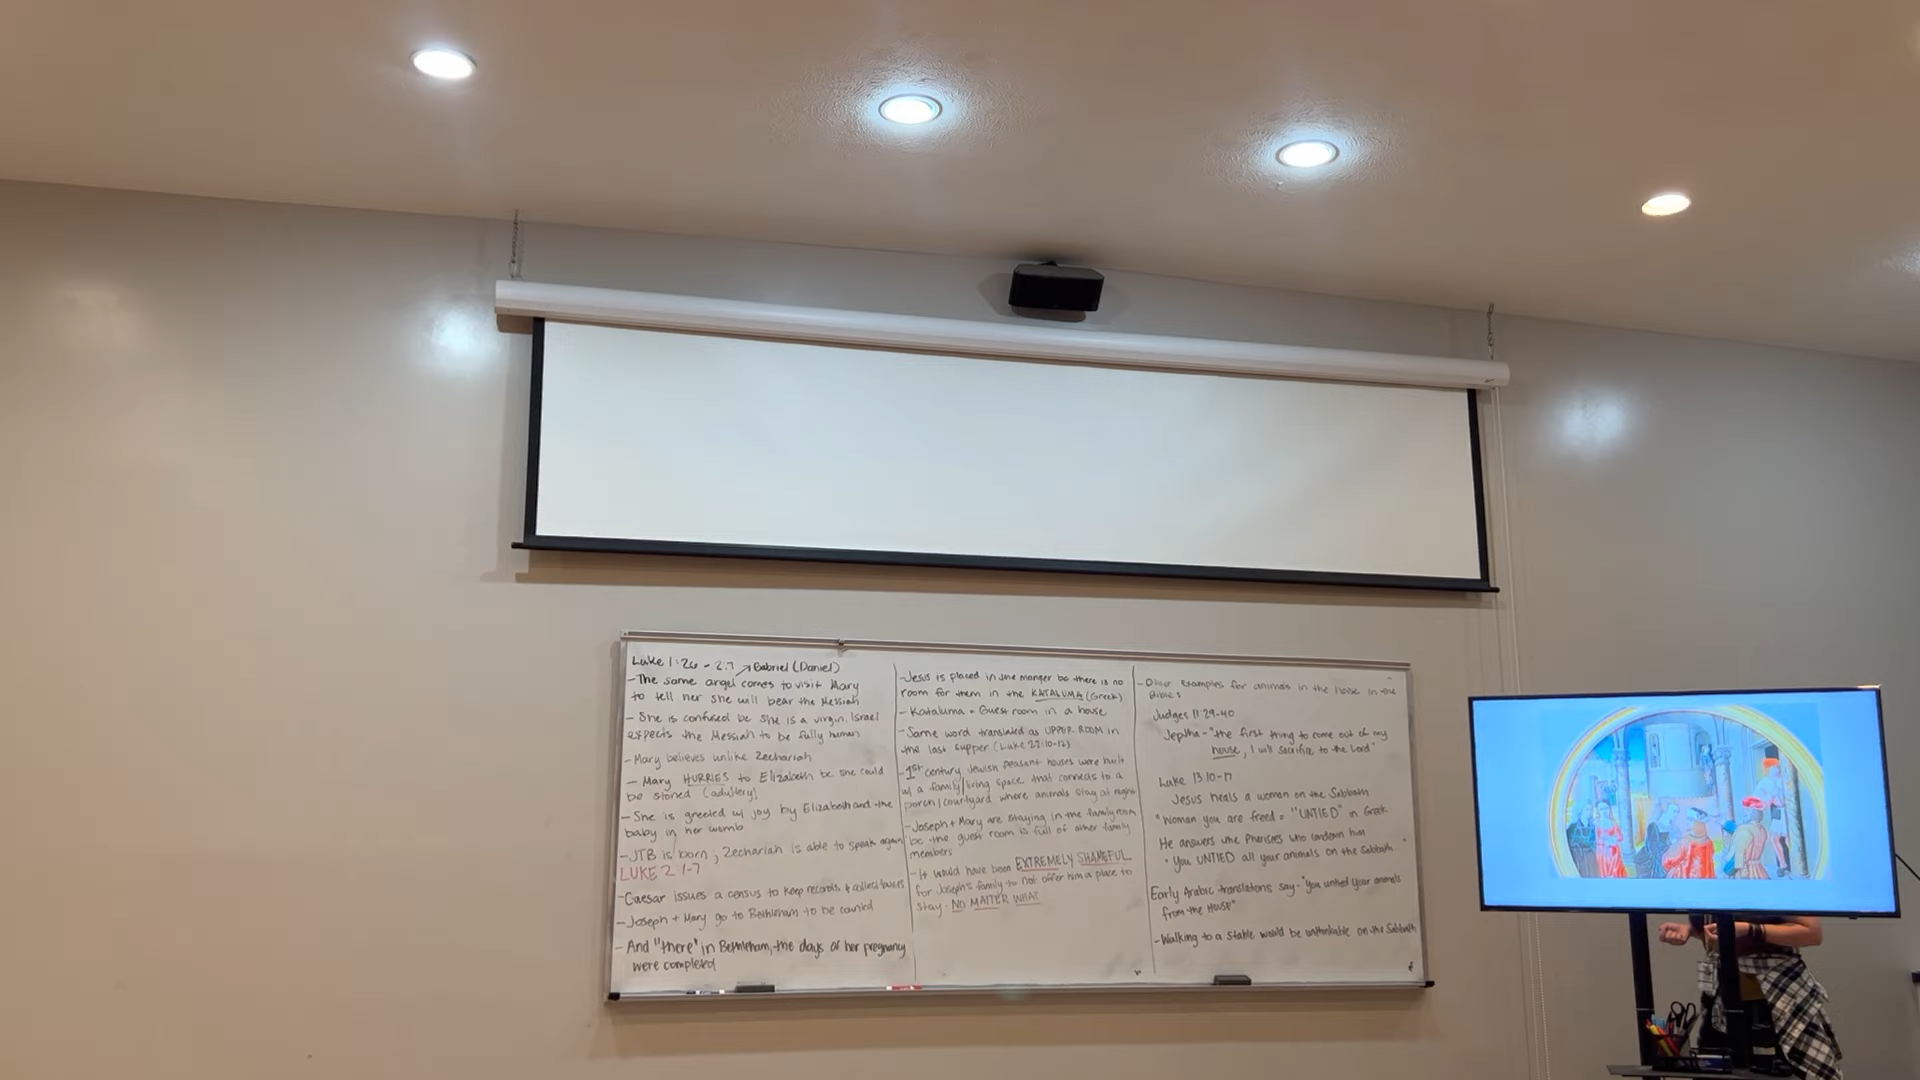 Luke 1:26 - 2:7 ↗ Gabriel (Daniel)
- The same angel comes to visit Mary
to tell her she will bear the Messiah
- She is confused bc she is a virgin. Israel
expects the Messiah to be fully human
- Mary believes unlike Zechariah
- Mary HURRIES to Elizabeth bc she could
be stoned (adultery)
- She is greeted w/ joy by Elizabeth and the
baby in her womb
- JTB is born, Zechariah is able to speak again
LUKE 2 1-7
- Caesar issues a census to keep records, & collect taxes
- Joseph + Mary go to Bethlehem to be counted
- And "there" in Bethlehem, the days of her pregnancy
were completed
- Jesus is placed in the manger bc there is no
room for them in the KATALUMA (Greek)
- Kataluma = Guest room in a house
- Same word translated as UPPER ROOM in
the last supper (Luke 22:10-12)
- 1st century Jewish peasant houses were built
w/ a family/living space that connects to a
porch/courtyard where animals stay at night
- Joseph + Mary are staying in the family room
bc the guest room is full of other family
members
- It would have been EXTREMELY SHAMEFUL
for Joseph's family to not offer him a place to
stay - NO MATTER WHAT
- Other examples for animals in the house in the
Bible:
Judges 11:29-40
Jeptha - "the first thing to come out of my
house, I will sacrifice to the Lord"
Luke 13:10-17
Jesus heals a woman on the Sabbath
"Woman you are freed = "UNTIED" in Greek
He answers the Pharisees who condemn him
"You UNTIED all your animals on the Sabbath"
Early Arabic translations say - "you untied your animals
from the HOUSE"
- Walking to a stable would be unthinkable on the Sabbath